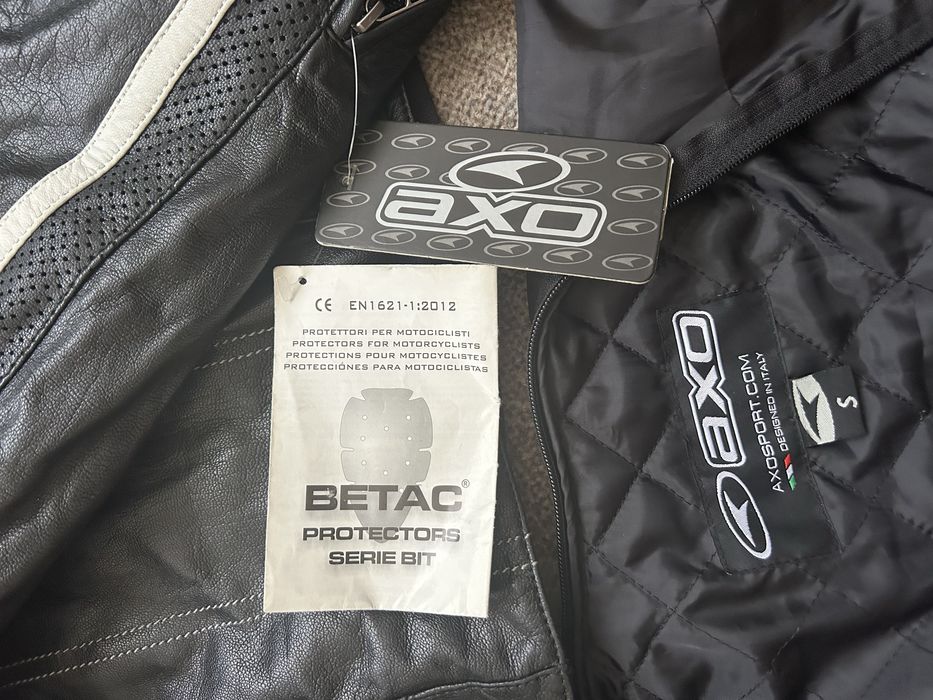 axo
CE EN1621-1:2012
PROTETTORI PER MOTOCICLISTI
PROTECTORS FOR MOTORCYCLISTS
PROTECTIONS POUR MOTOCYCLISTES
PROTECCIÓNES PARA MOTOCICLISTAS
BETAC®
PROTECTORS
SERIE BIT
axo
AXOSPORT.COM
DESIGNED IN ITALY
S